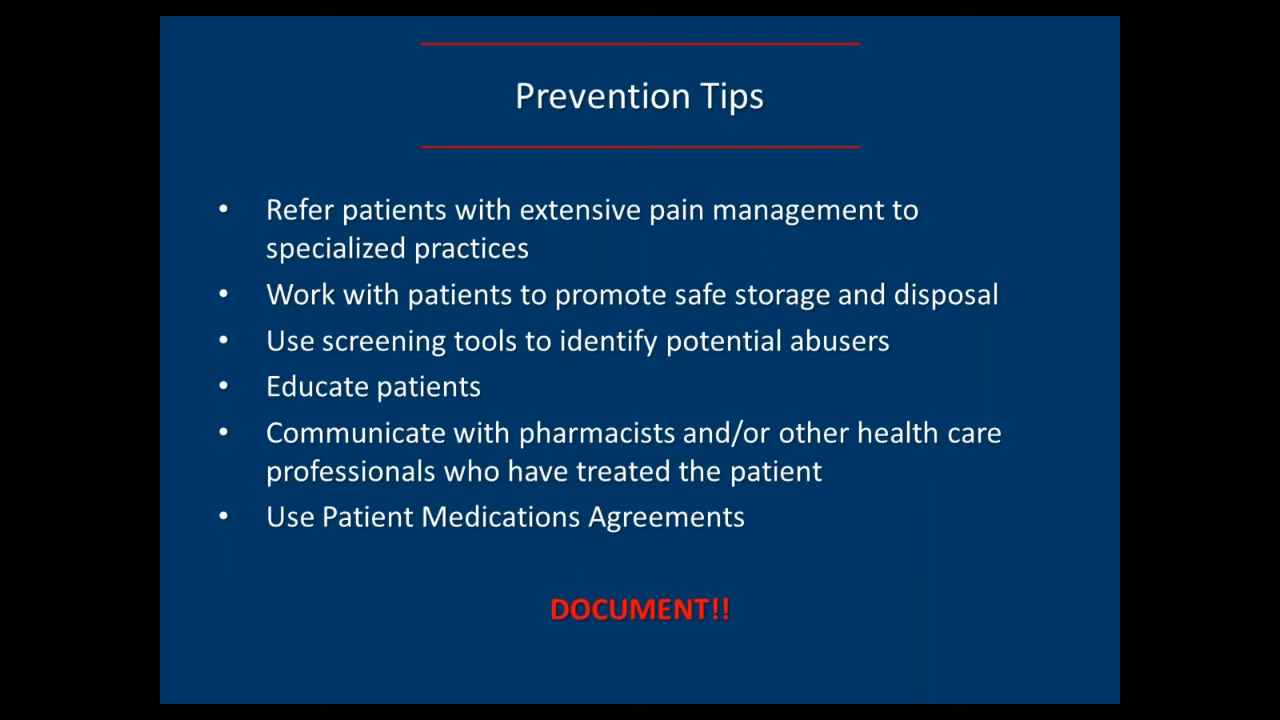 Prevention Tips
• Refer patients with extensive pain management to
specialized practices
• Work with patients to promote safe storage and disposal
• Use screening tools to identify potential abusers
• Educate patients
• Communicate with pharmacists and/or other health care
professionals who have treated the patient
• Use Patient Medications Agreements
DOCUMENT!!